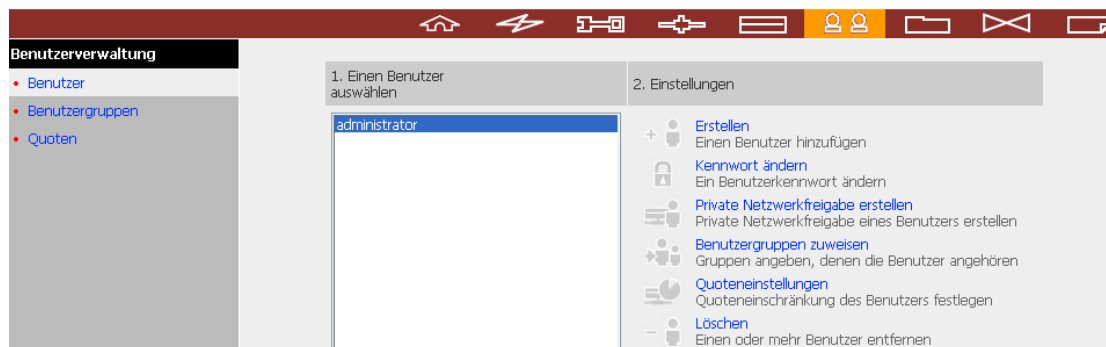 Benutzerverwaltung
• Benutzer
• Benutzergruppen
• Quoten
1. Einen Benutzer
auswählen
administrator
2. Einstellungen
Erstellen
Einen Benutzer hinzufügen
Kennwort ändern
Ein Benutzerkennwort ändern
Private Netzwerkfreigabe erstellen
Private Netzwerkfreigabe eines Benutzers erstellen
Benutzergruppen zuweisen
Gruppen angeben, denen die Benutzer angehören
Quoteneinstellungen
Quoteneinschränkung des Benutzers festlegen
Löschen
Einen oder mehr Benutzer entfernen